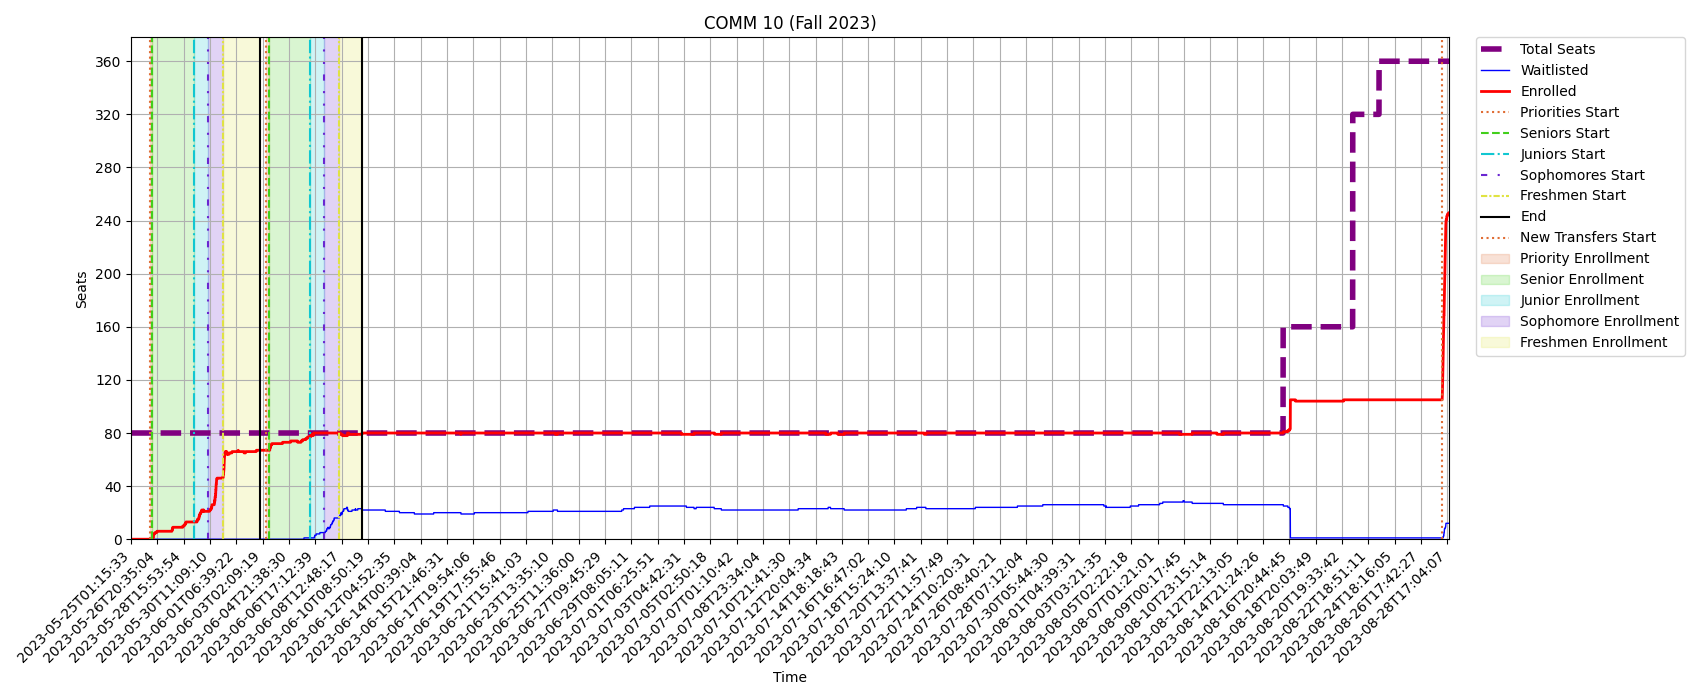 COMM 10 (Fall 2023)
Seats
360
320
280
240
200
160
120
80
40
0
2023-05-25T01:15:33
2023-05-26T20:35:04
2023-05-28T15:53:54
2023-05-30T11:09:10
2023-06-01T06:39:22
2023-06-03T02:09:19
2023-06-04T21:38:30
2023-06-06T17:12:39
2023-06-08T12:48:17
2023-06-10T08:50:19
2023-06-12T04:52:35
2023-06-14T00:39:04
2023-06-15T21:46:31
2023-06-17T19:54:06
2023-06-19T17:55:46
2023-06-21T15:41:03
2023-06-23T13:35:10
2023-06-25T11:36:00
2023-06-27T09:45:29
2023-06-29T08:05:11
2023-07-01T06:25:51
2023-07-03T04:42:31
2023-07-05T02:50:18
2023-07-07T01:10:42
2023-07-08T23:34:04
2023-07-10T21:41:30
2023-07-12T20:04:34
2023-07-14T18:18:43
2023-07-16T16:47:02
2023-07-18T15:24:10
2023-07-20T13:37:41
2023-07-22T11:57:49
2023-07-24T10:20:31
2023-07-26T08:40:21
2023-07-28T07:12:04
2023-07-30T05:44:30
2023-08-01T04:39:31
2023-08-03T03:21:35
2023-08-05T02:22:18
2023-08-07T01:21:01
2023-08-09T00:17:45
2023-08-10T23:15:14
2023-08-12T22:13:05
2023-08-14T21:24:26
2023-08-16T20:44:45
2023-08-18T20:03:49
2023-08-20T19:33:42
2023-08-22T18:51:11
2023-08-24T18:16:05
2023-08-26T17:42:27
2023-08-28T17:04:07
Time
Total Seats
Waitlisted
Enrolled
Priorities Start
Seniors Start
Juniors Start
Sophomores Start
Freshmen Start
End
New Transfers Start
Priority Enrollment
Senior Enrollment
Junior Enrollment
Sophomore Enrollment
Freshmen Enrollment